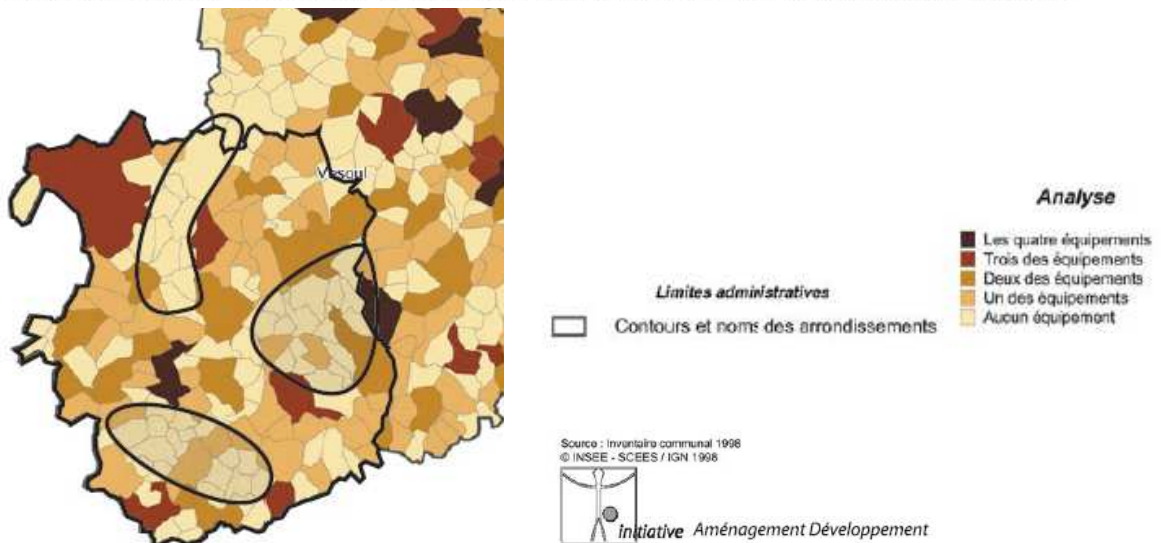 Vesoul
Analyse
Les quatre équipements
Trois des équipements
Deux des équipements
Un des équipements
Aucun équipement
Limites administratives
Contours et noms des arrondissements
Source : Inventaire communal 1998
© INSEE - SCEES / IGN 1998
initiative Aménagement Développement